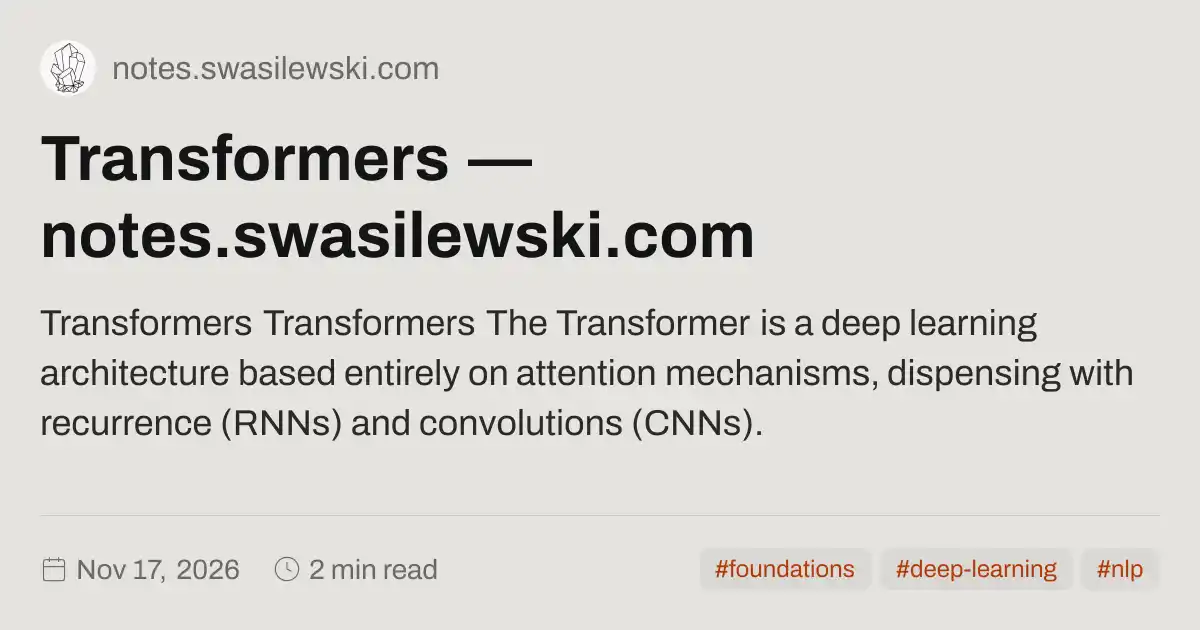 notes.swasilewski.com
Transformers —
notes.swasilewski.com
Transformers Transformers The Transformer is a deep learning
architecture based entirely on attention mechanisms, dispensing with
recurrence (RNNs) and convolutions (CNNs).
Nov 17, 2026 2 min read #foundations #deep-learning #nlp